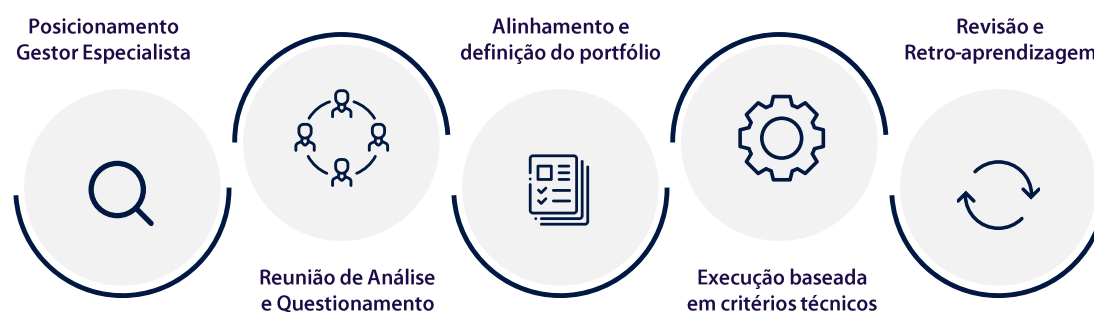 Posicionamento
Gestor Especialista
Reunião de Análise
e Questionamento
Alinhamento e
definição do portfólio
Execução baseada
em critérios técnicos
Revisão e
Retro-aprendizagem